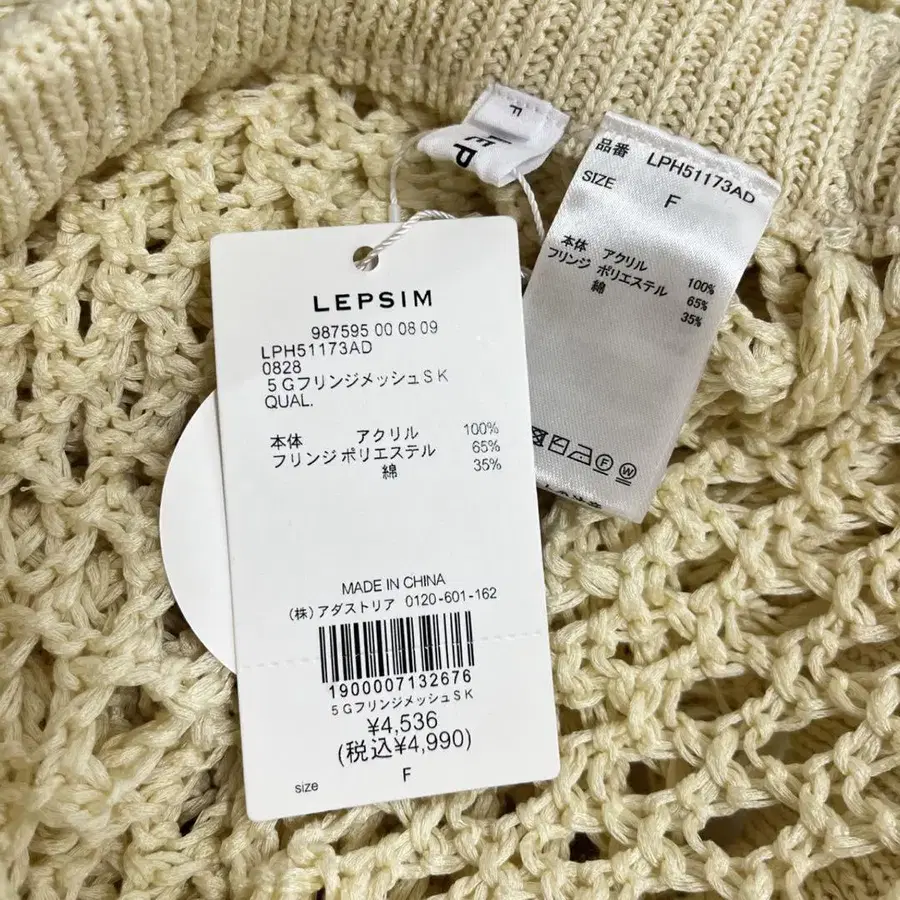 LEPSIM
987595 00 08 09
LPH51173AD
0828
5GフリンジメッシュSK
QUAL.
本体 アクリル 100%
フリンジ ポリエステル 65%
綿 35%
MADE IN CHINA
(株)アダストリア 0120-601-162
1900007132676
5GフリンジメッシュSK
¥4,536
(税込¥4,990)
size F
F
品番 LPH51173AD
SIZE
F
本体 アクリル 100%
フリンジ ポリエステル 65%
綿 35%
F
W